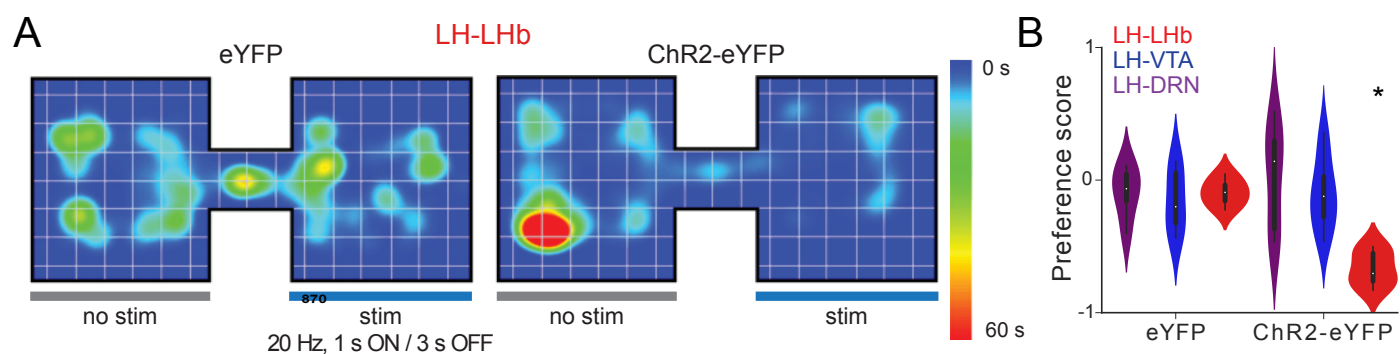 A
LH-LHb
eYFP
ChR2-eYFP
0 s
60 s
870
no stim
stim
no stim
stim
20 Hz, 1 s ON / 3 s OFF
B
LH-LHb
LH-VTA
LH-DRN
*
Preference score
1
0
-1
eYFP
ChR2-eYFP